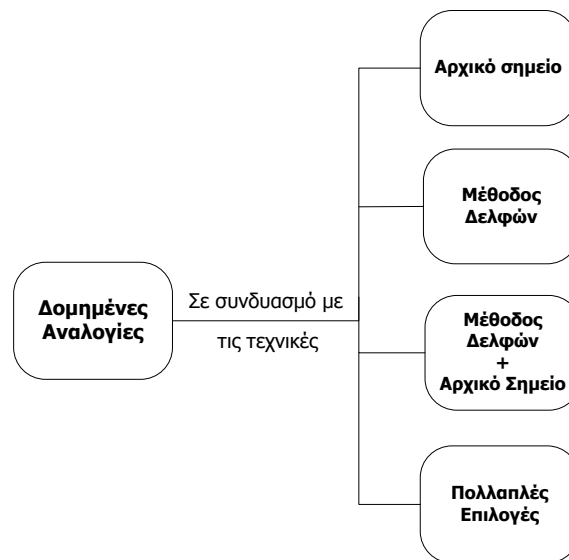 Αρχικό σημείο
Μέθοδος
Δελφών
Δομημένες
Αναλογίες
Σε συνδυασμό με
τις τεχνικές
Μέθοδος
Δελφών
+
Αρχικό Σημείο
Πολλαπλές
Επιλογές